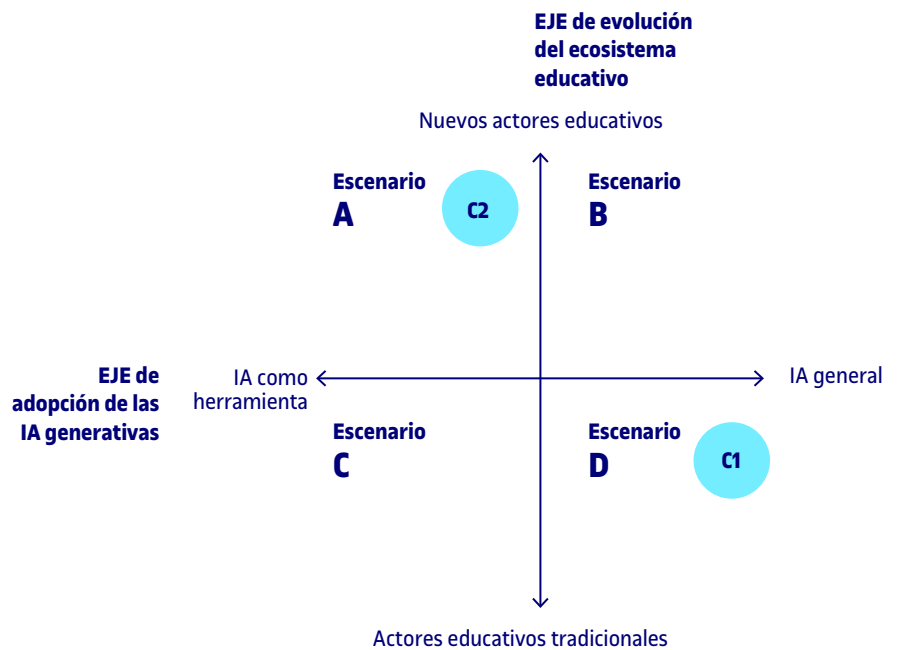 EJE de evolución
del ecosistema
educativo
Nuevos actores educativos
Escenario
A
C2
Escenario
B
EJE de
adopción de las
IA generativas
IA como
herramienta
IA general
Escenario
C
Escenario
D
C1
Actores educativos tradicionales